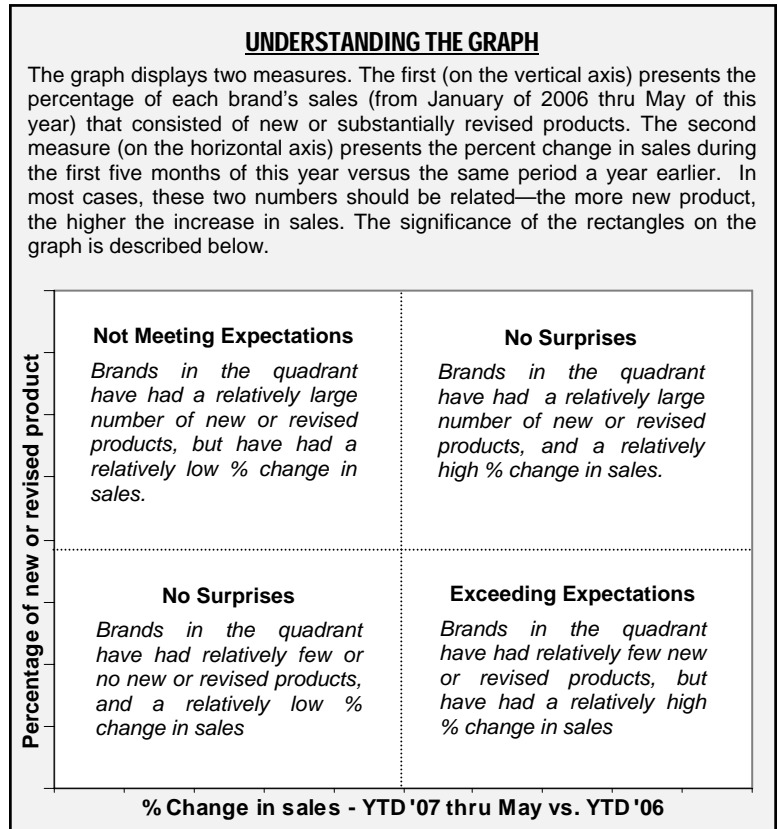 UNDERSTANDING THE GRAPH
The graph displays two measures. The first (on the vertical axis) presents the
percentage of each brand's sales (from January of 2006 thru May of this
year) that consisted of new or substantially revised products. The second
measure (on the horizontal axis) presents the percent change in sales during
the first five months of this year versus the same period a year earlier. In
most cases, these two numbers should be related—the more new product,
the higher the increase in sales. The significance of the rectangles on the
graph is described below.
Percentage of new or revised product
Not Meeting Expectations
Brands in the quadrant
have had a relatively large
number of new or revised
products, but have had a
relatively low % change in
sales.
No Surprises
Brands in the quadrant
have had a relatively large
number of new or revised
products, and a relatively
high % change in sales.
No Surprises
Brands in the quadrant
have had relatively few or
no new or revised products,
and a relatively low %
change in sales
Exceeding Expectations
Brands in the quadrant
have had relatively few new
or revised products, but
have had a relatively high
% change in sales
% Change in sales - YTD '07 thru May vs. YTD '06